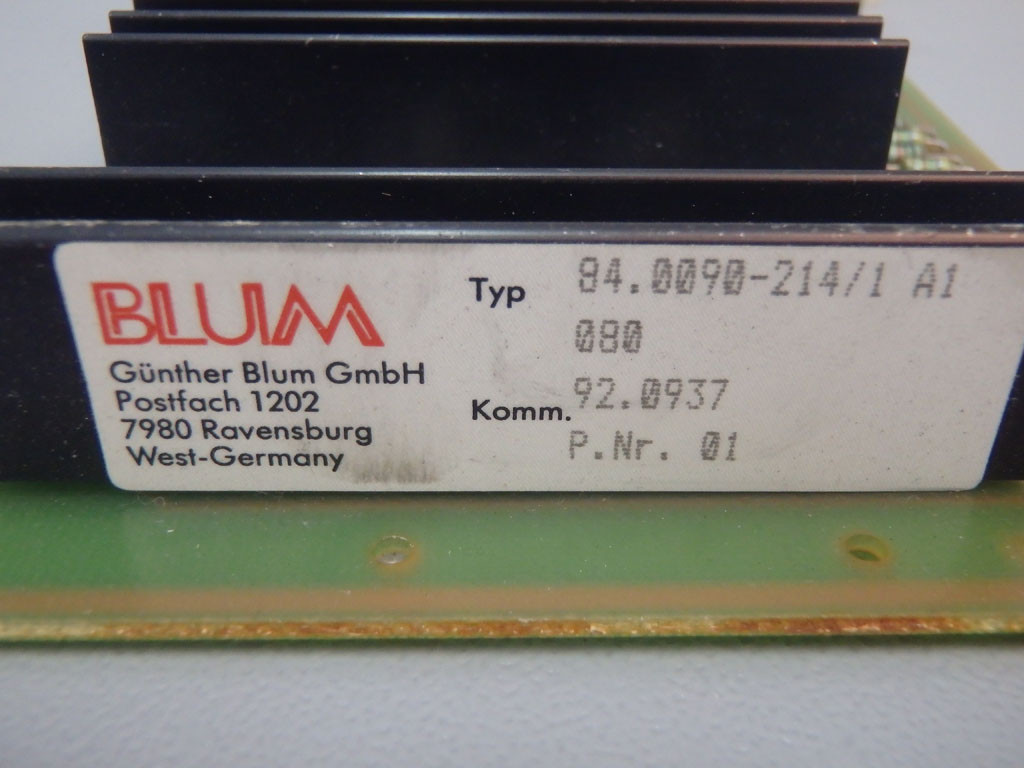 BLUM
Günther Blum GmbH
Postfach 1202
7980 Ravensburg
West-Germany
Typ 84.0090-214/1 A1
080
Komm. 92.0937
P.Nr. 01